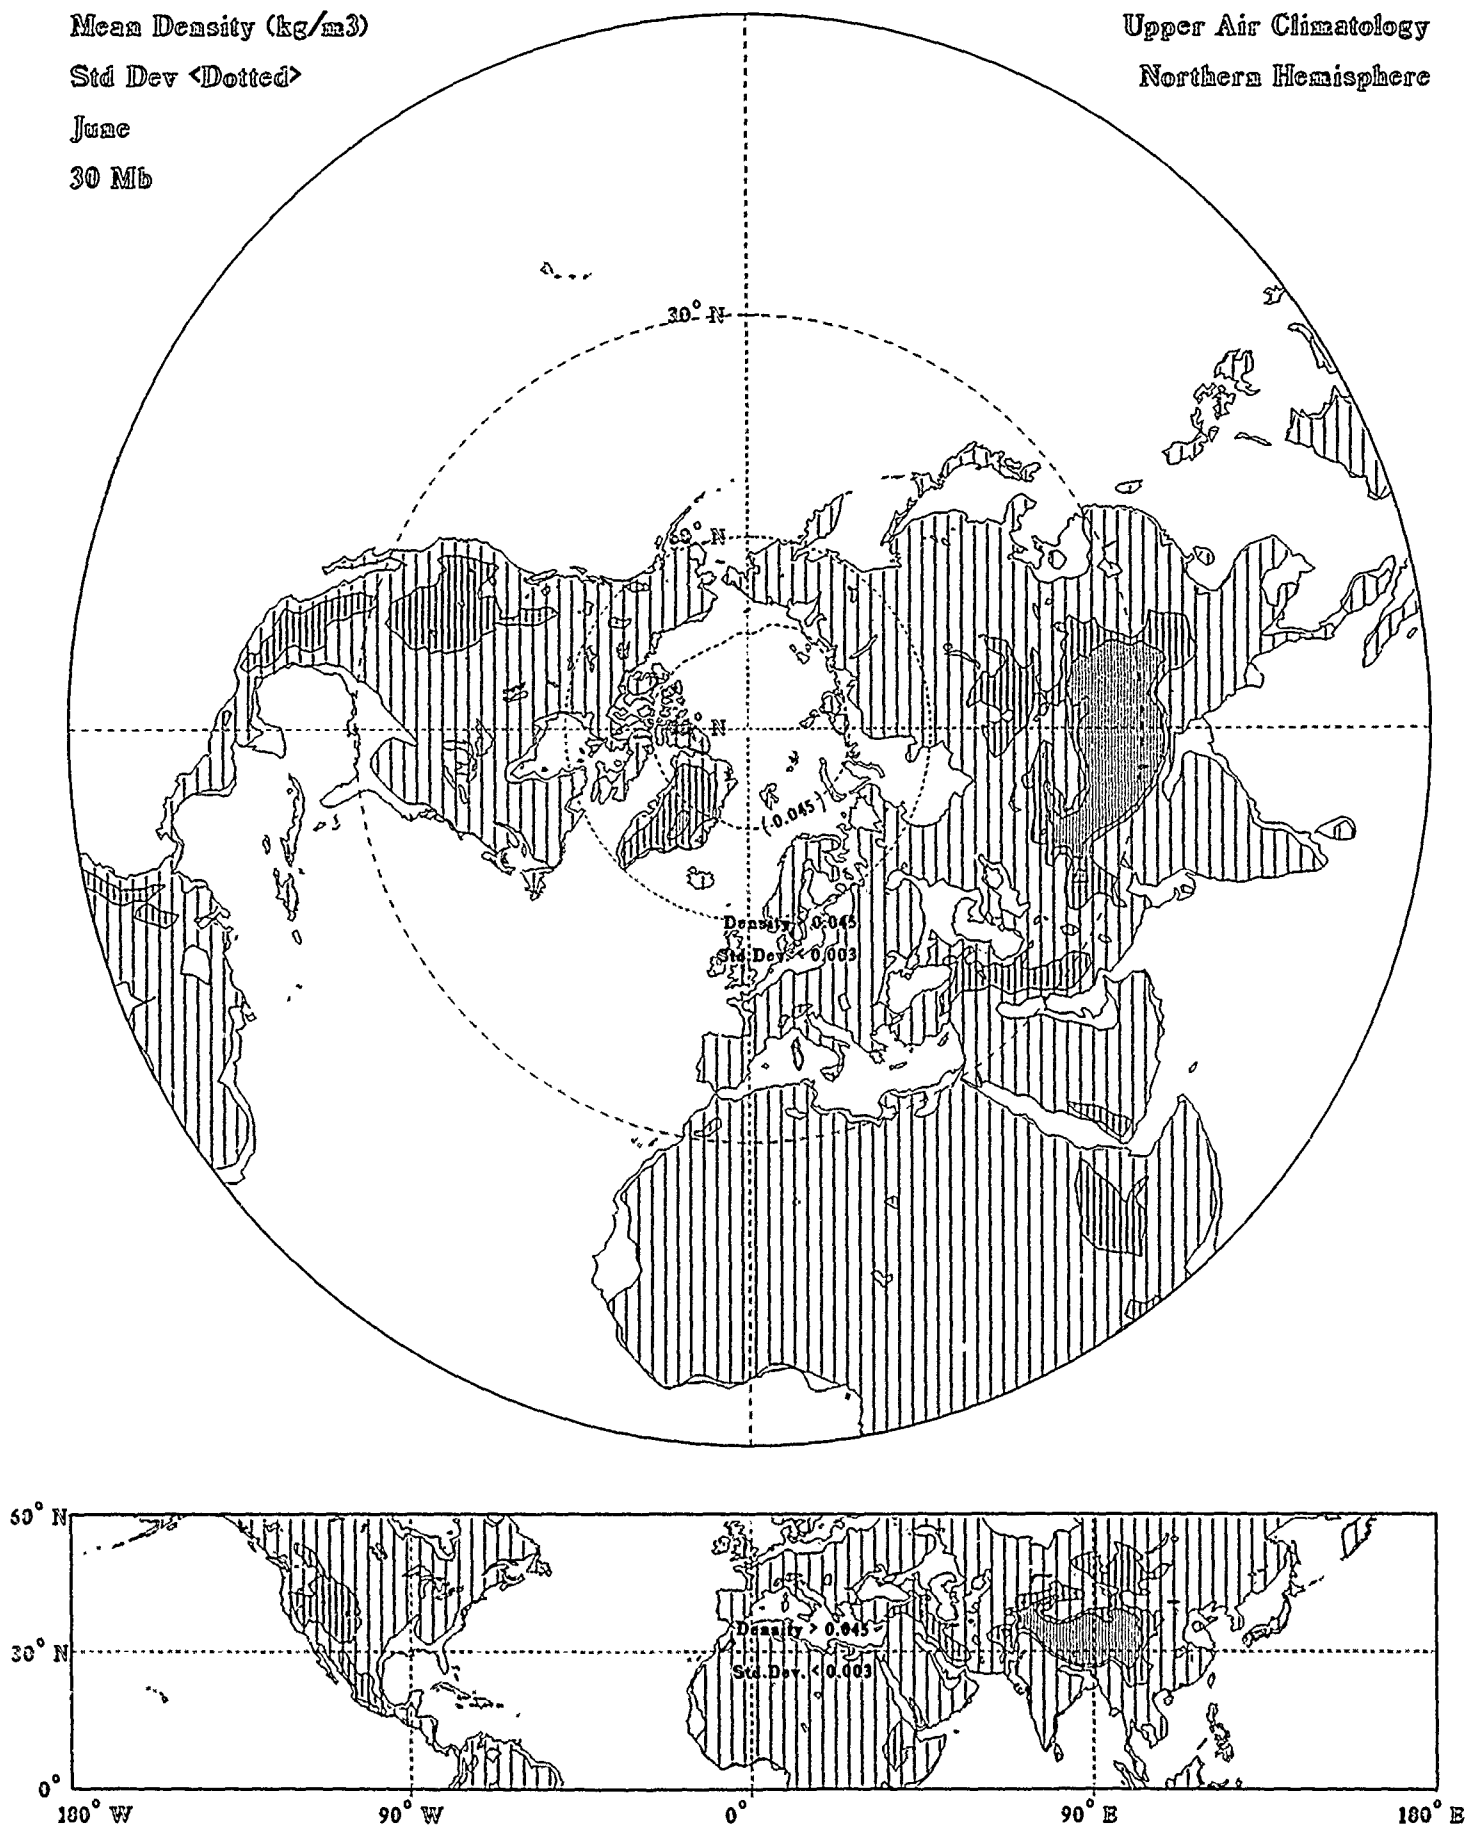 Mean Density (kg/m3)
Std Dev <Dotted>
June
30 Mb
Upper Air Climatology
Northern Hemisphere
30° N
60° N
N
(-0.045)
Density > 0.045
Std Dev. < 0.003
60° N
30° N
0°
Density > 0.045
Std Dev. < 0.003
180° W
90° W
0°
90° E
180° E